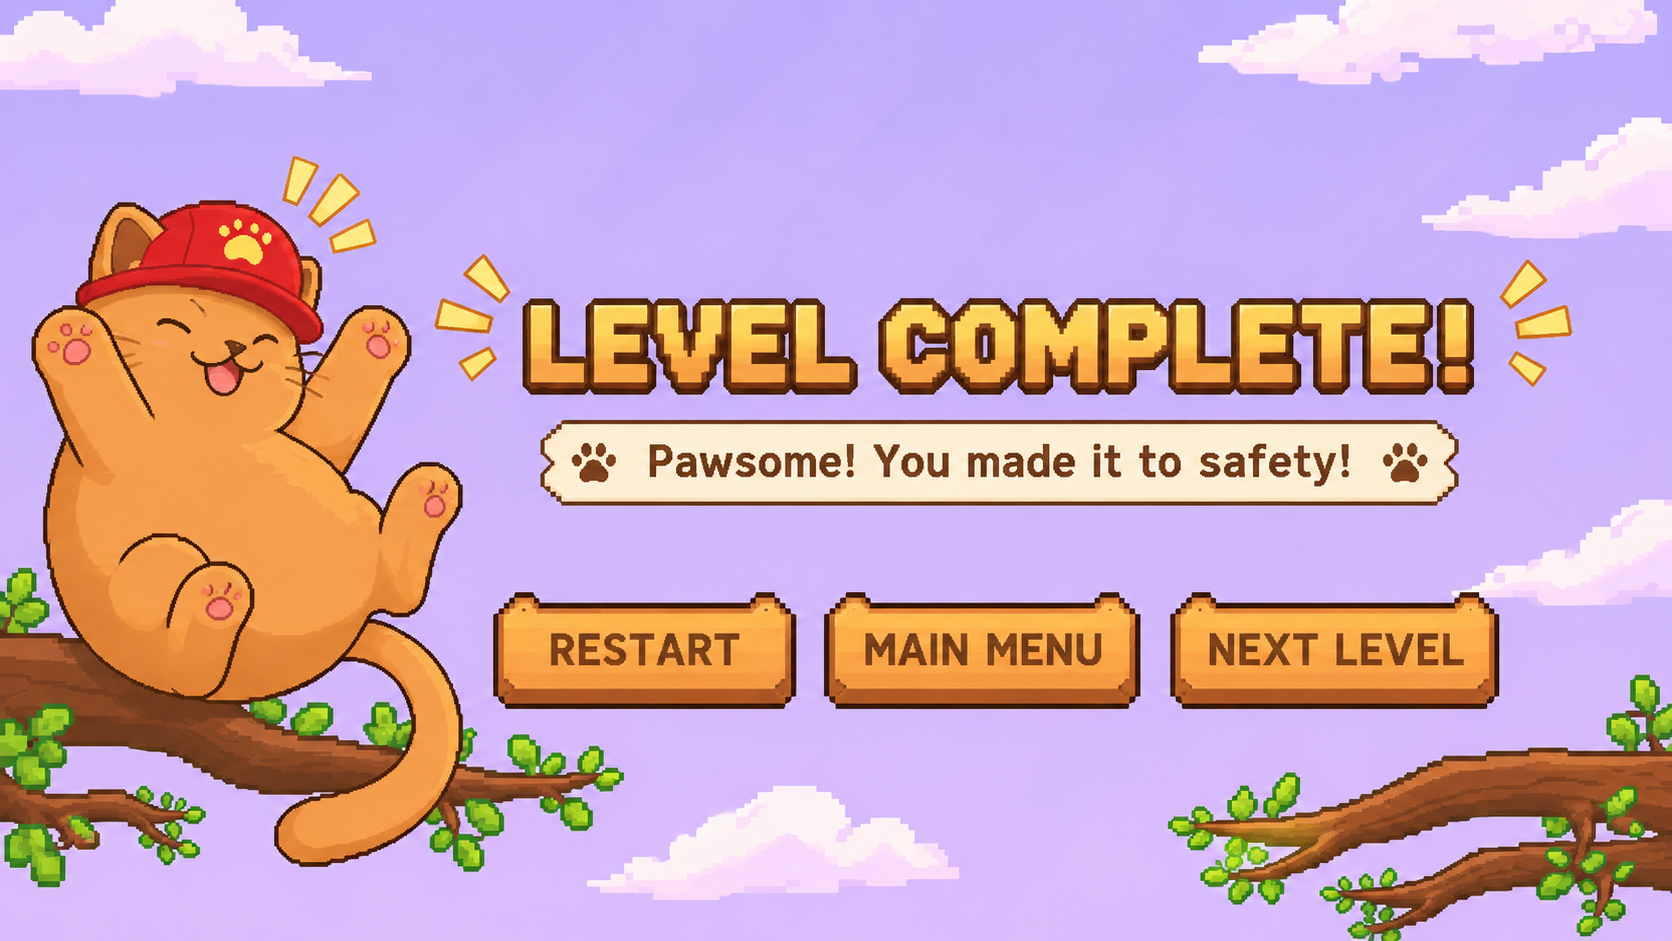 LEVEL COMPLETE!
Pawsome! You made it to safety!
RESTART
MAIN MENU
NEXT LEVEL